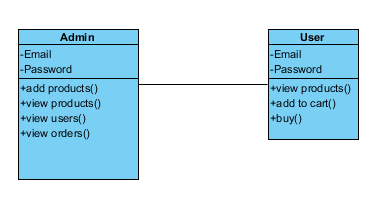 Admin
-Email
-Password
+add products()
+view products()
+view users()
+view orders()
User
-Email
-Password
+view products()
+add to cart()
+buy()